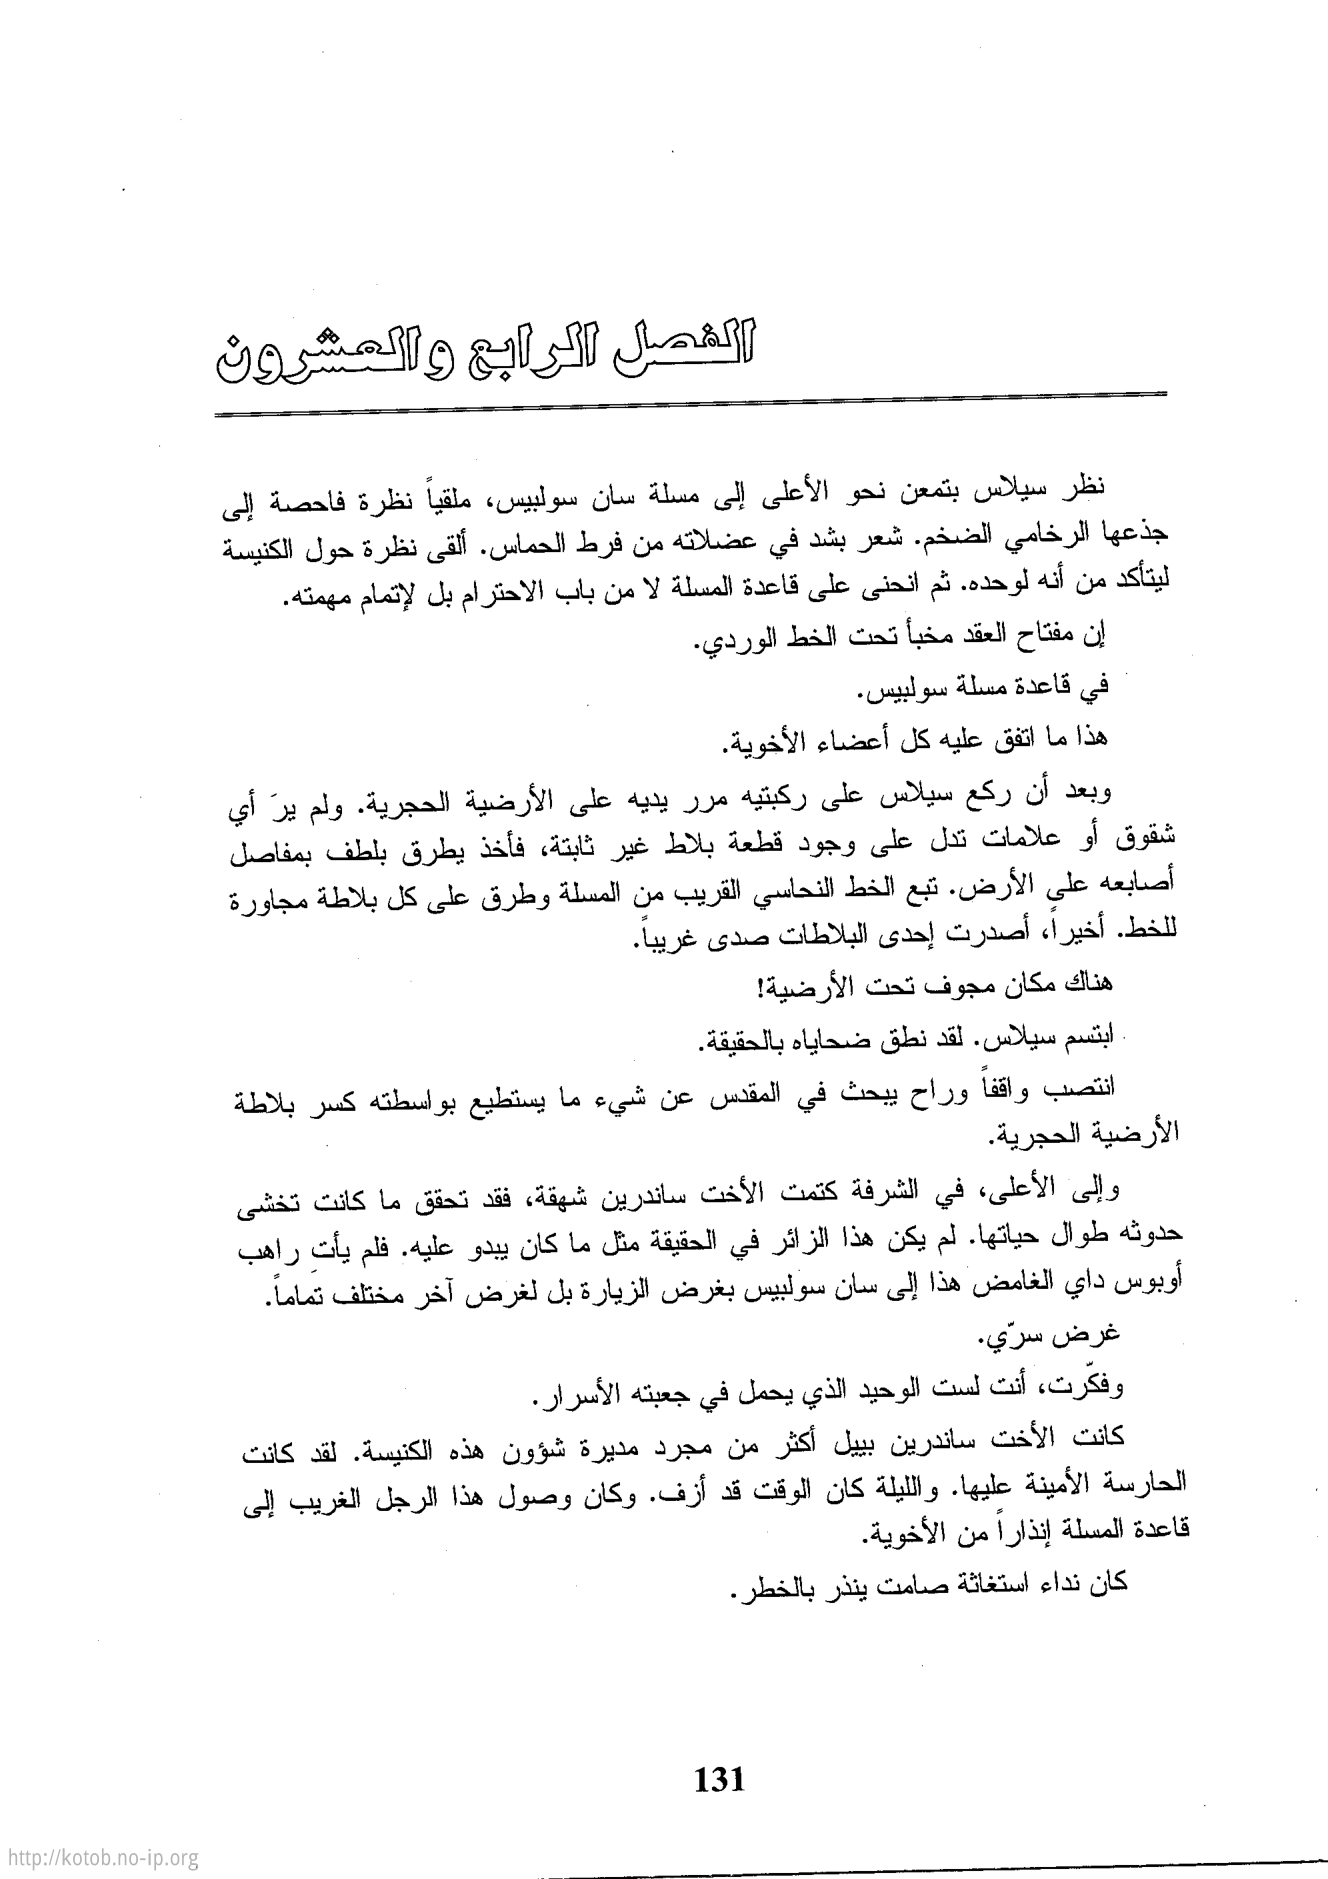 الفصل الرابع والعشرون
نظر سيلاس بتمعن نحو الأعلى إلى مسلة سان سولبيس، ملقياً نظرة فاحصة إلى
جذعها الرخامي الضخم. شعر بشد في عضلاته من فرط الحماس. ألقى نظرة حول الكنيسة
ليتأكد من أنه لوحده. ثم انحنى على قاعدة المسلة لا من باب الاحترام بل لإتمام مهمته.
إن مفتاح العقد مخبأ تحت الخط الوردي.
في قاعدة مسلة سولبيس.
هذا ما اتفق عليه كل أعضاء الأخوية.
وبعد أن ركع سيلاس على ركبتيه مرر يديه على الأرضية الحجرية. ولم يرَ أي
شقوق أو علامات تدل على وجود قطعة بلاط غير ثابتة، فأخذ يطرق بلطف بمفاصل
أصابعه على الأرض. تبع الخط النحاسي القريب من المسلة وطرق على كل بلاطة مجاورة
للخط. أخيراً، أصدرت إحدى البلاطات صدى غريباً.
هناك مكان مجوف تحت الأرضية!
ابتسم سيلاس. لقد نطق ضحاياه بالحقيقة.
انتصب واقفاً وراح يبحث في المقدس عن شيء ما يستطيع بواسطته كسر بلاطة
الأرضية الحجرية.
وإلى الأعلى، في الشرفة كتمت الأخت ساندرين شهقة، فقد تحقق ما كانت تخشى
حدوثه طوال حياتها. لم يكن هذا الزائر في الحقيقة مثل ما كان يبدو عليه. فلم يأتِ راهب
أوبوس داي الغامض هذا إلى سان سولبيس بغرض الزيارة بل لغرض آخر مختلف تماماً.
غرض سرّي.
وفكّرت، أنت لست الوحيد الذي يحمل في جعبته الأسرار.
كانت الأخت ساندرين بييل أكثر من مجرد مديرة شؤون هذه الكنيسة. لقد كانت
الحارسة الأمينة عليها. والليلة كان الوقت قد أزف. وكان وصول هذا الرجل الغريب إلى
قاعدة المسلة إنذاراً من الأخوية.
كان نداء استغاثة صامت ينذر بالخطر.
131
http://kotob.no-ip.org